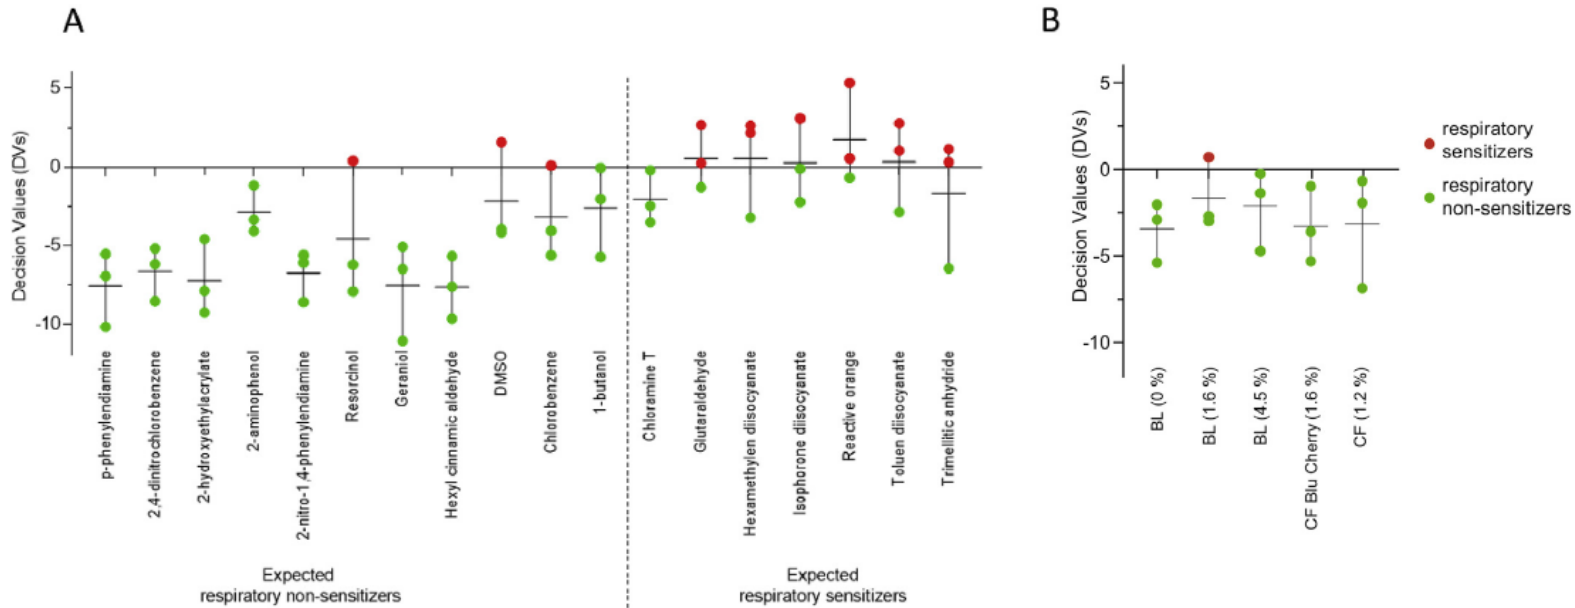 A
Decision Values (DVs)
5
0
-5
-10
p-phenylendiamine
2,4-dinitrochlorobenzene
2-hydroxyethylacrylate
2-aminophenol
2-nitro-1,4-phenylendiamine
Resorcinol
Geraniol
Hexyl cinnamic aldehyde
DMSO
Chlorobenzene
1-butanol
Chloramine T
Glutaraldehyde
Hexamethylen diisocyanate
Isophorone diisocyanate
Reactive orange
Toluen diisocyanate
Trimellitic anhydride
Expected
respiratory non-sensitizers
Expected
respiratory sensitizers
B
Decision Values (DVs)
5
0
-5
-10
BL (0 %)
BL (1.6 %)
BL (4.5 %)
CF Blu Cherry (1.6 %)
CF (1.2 %)
respiratory
sensitizers
respiratory
non-sensitizers